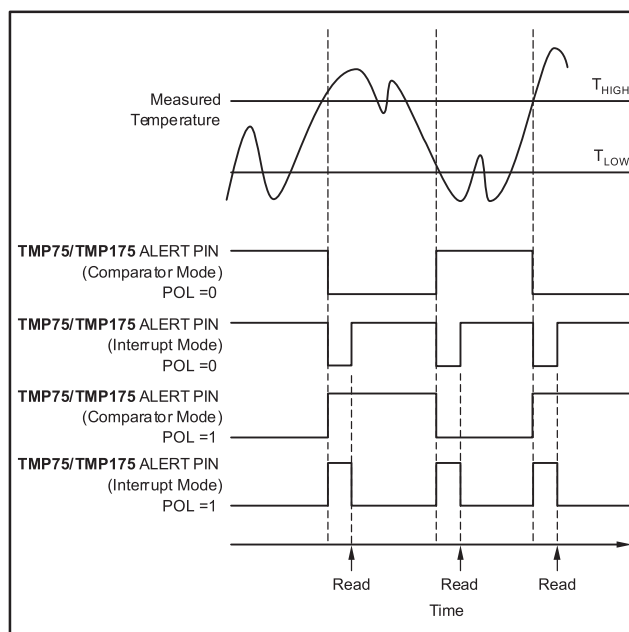 Measured
Temperature
THIGH
TLOW
TMP75/TMP175 ALERT PIN
(Comparator Mode)
POL =0
TMP75/TMP175 ALERT PIN
(Interrupt Mode)
POL =0
TMP75/TMP175 ALERT PIN
(Comparator Mode)
POL =1
TMP75/TMP175 ALERT PIN
(Interrupt Mode)
POL =1
Read Read Read
Time